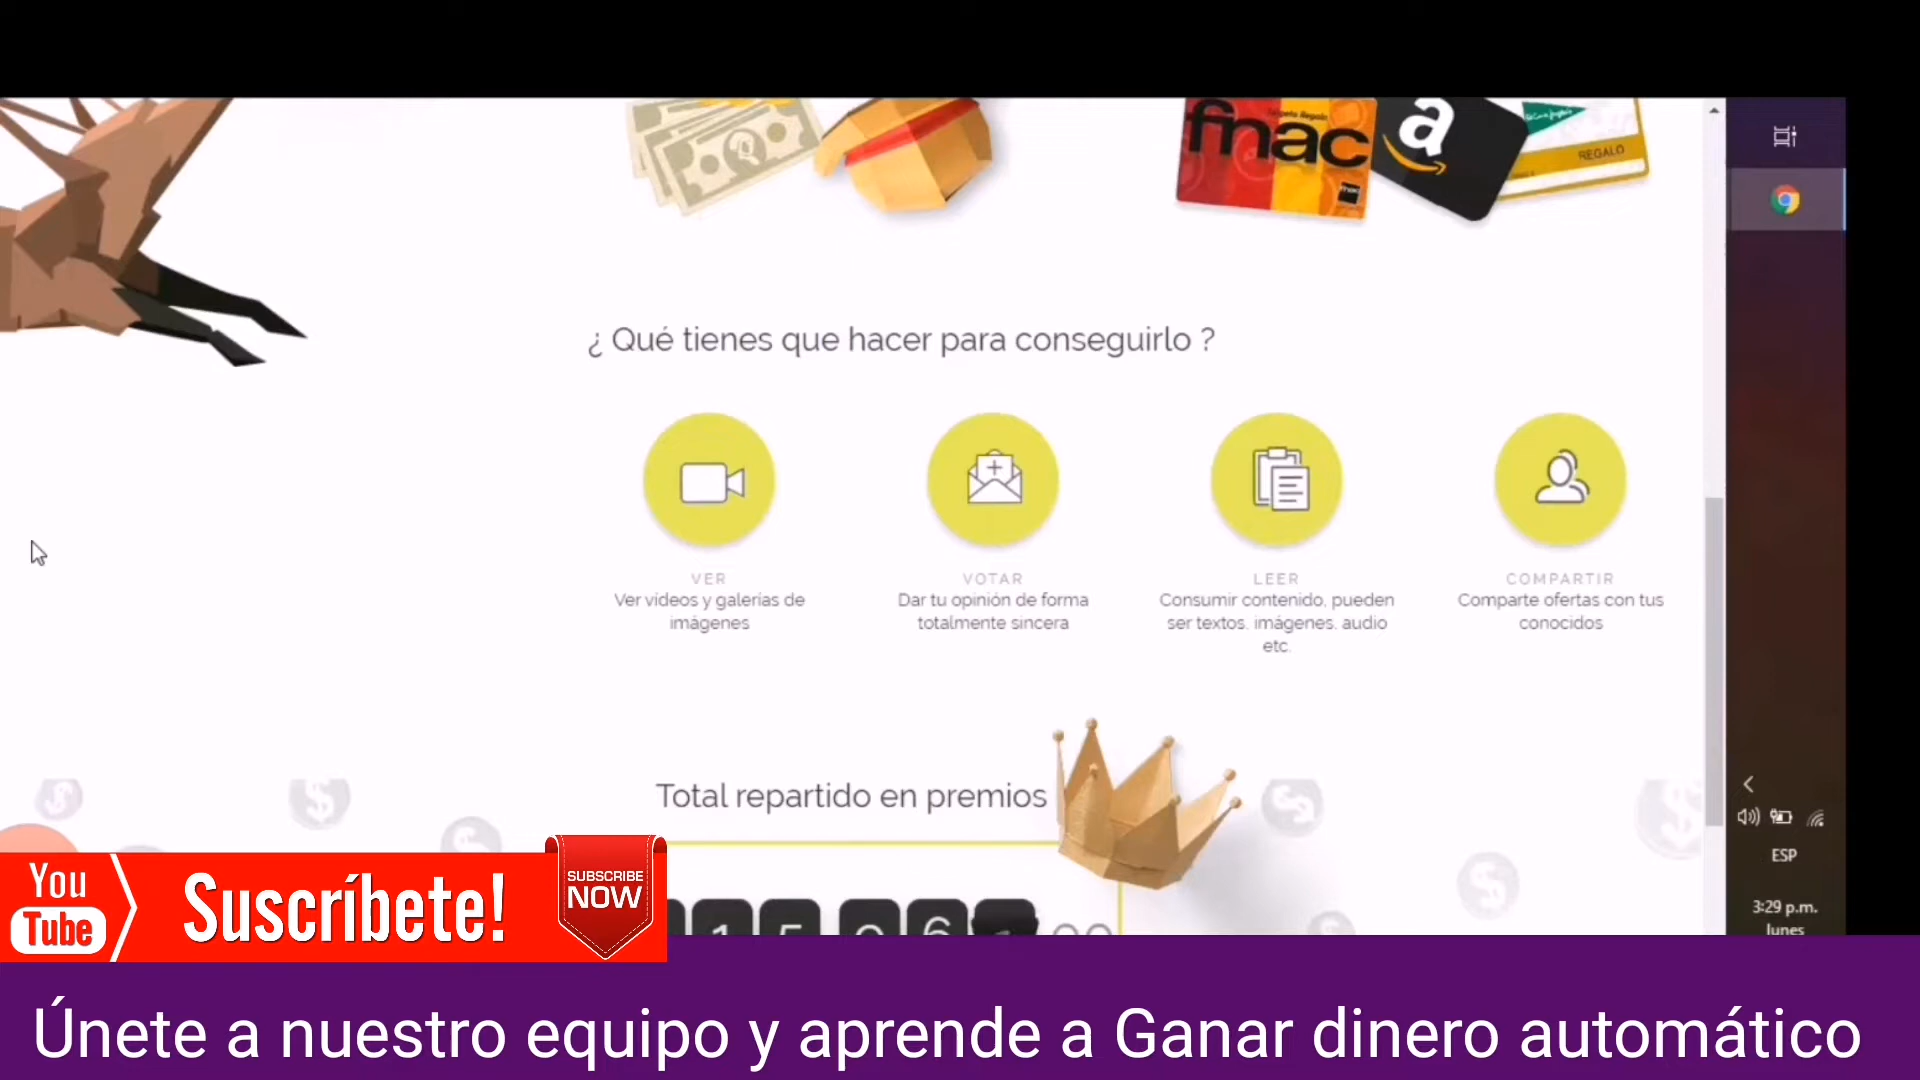 fnac
a
REGALO
¿ Qué tienes que hacer para conseguirlo ?
VER
Ver vídeos y galerías de
imágenes
VOTAR
Dar tu opinión de forma
totalmente sincera
LEER
Consumir contenido, pueden
ser textos, imágenes, audio
etc.
COMPARTIR
Comparte ofertas con tus
conocidos
Total repartido en premios
ESP
3:29 p.m.
lunes
You
Tube
Suscríbete!
SUBSCRIBE
NOW
Únete a nuestro equipo y aprende a Ganar dinero automático